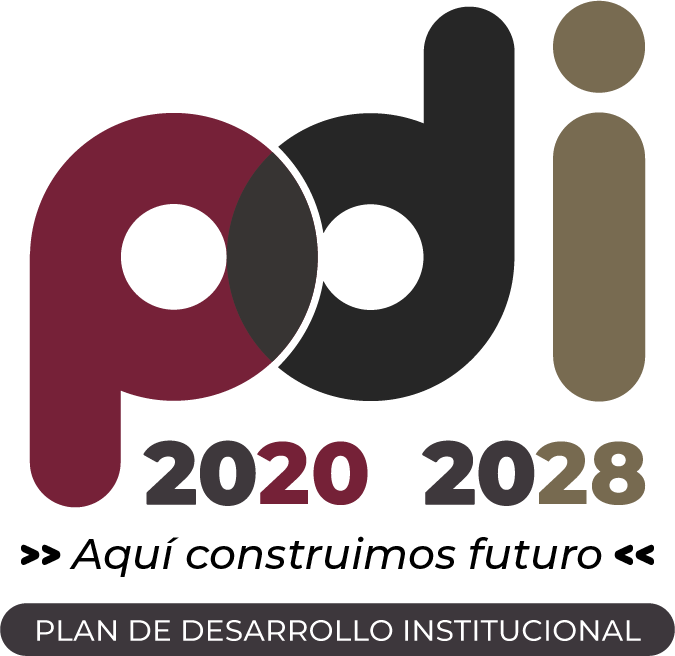 pdi
2020 2028
>> Aquí construimos futuro <<
PLAN DE DESARROLLO INSTITUCIONAL